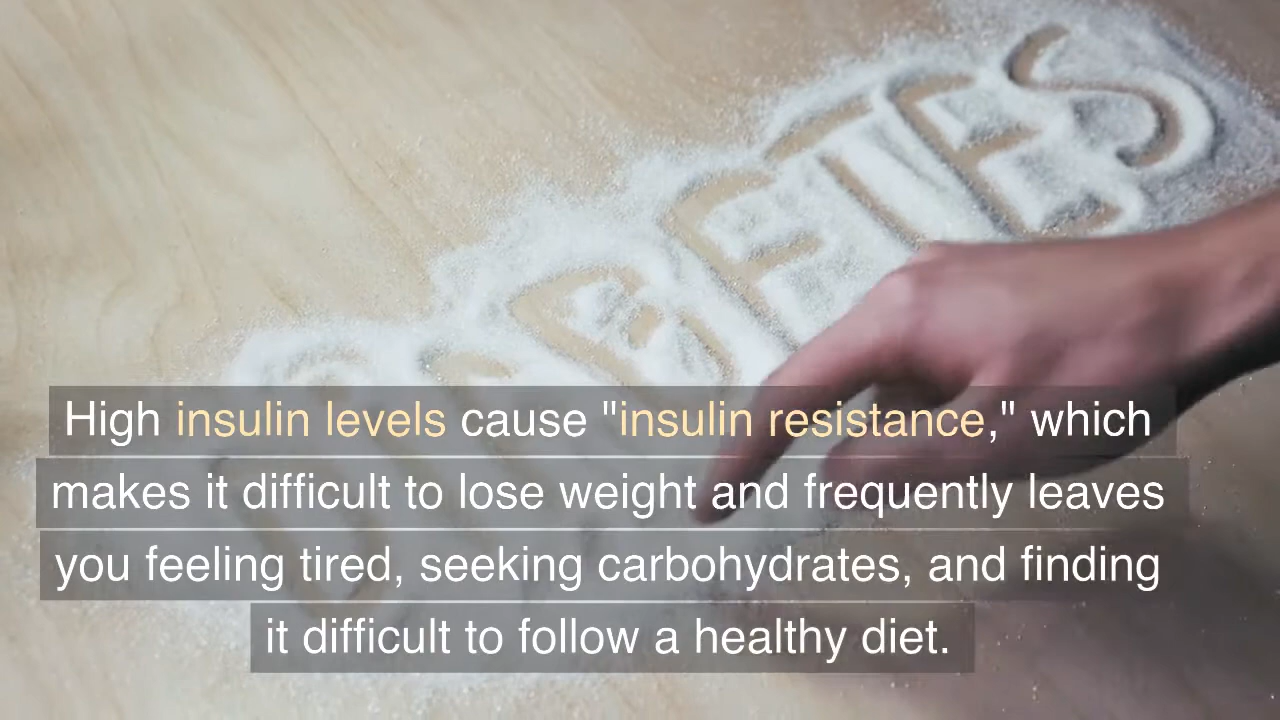 DIABETES
High insulin levels cause "insulin resistance," which
makes it difficult to lose weight and frequently leaves
you feeling tired, seeking carbohydrates, and finding
it difficult to follow a healthy diet.